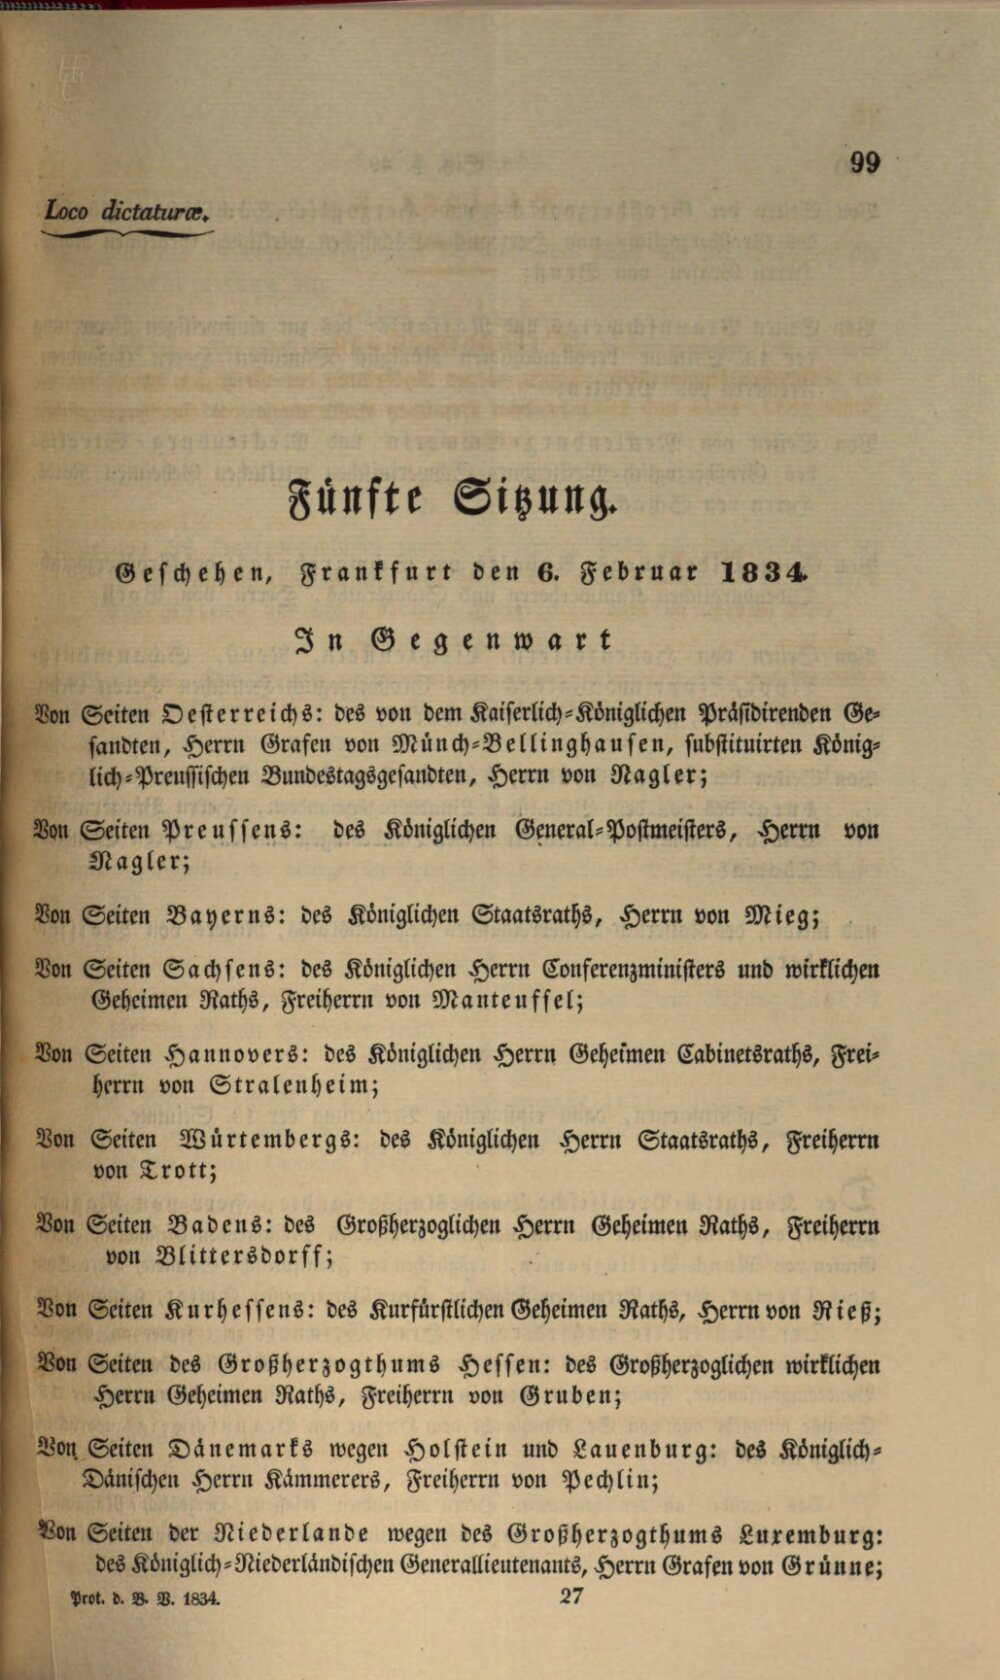 99
Loco dictaturæ.
Fünfte Sitzung.
Geschehen, Frankfurt den 6. Februar 1834.
In Gegenwart
Von Seiten Oesterreichs: des von dem Kaiserlich-Königlichen Präsidirenden Ge-
sandten, Herrn Grafen von Münch-Bellinghausen, substituirten König-
lich-Preussischen Bundestagsgesandten, Herrn von Nagler;
Von Seiten Preussens: des Königlichen General-Postmeisters, Herrn von
Nagler;
Von Seiten Bayerns: des Königlichen Staatsraths, Herrn von Mieg;
Von Seiten Sachsens: des Königlichen Herrn Conferenzministers und wirklichen
Geheimen Raths, Freiherrn von Manteuffel;
Von Seiten Hannovers: des Königlichen Herrn Geheimen Cabinetsraths, Frei-
herrn von Stralenheim;
Von Seiten Würtembergs: des Königlichen Herrn Staatsraths, Freiherrn
von Trott;
Von Seiten Badens: des Großherzoglichen Herrn Geheimen Raths, Freiherrn
von Blittersdorff;
Von Seiten Kurhessens: des Kurfürstlichen Geheimen Raths, Herrn von Rieß;
Von Seiten des Großherzogthums Hessen: des Großherzoglichen wirklichen
Herrn Geheimen Raths, Freiherrn von Gruben;
Von Seiten Dänemarks wegen Holstein und Lauenburg: des Königlich-
Dänischen Herrn Kämmerers, Freiherrn von Pechlin;
Von Seiten der Niederlande wegen des Großherzogthums Luxemburg:
des Königlich-Niederländischen Generallieutenants, Herrn Grafen von Grünne;
Prot. d. B. V. 1834. 27